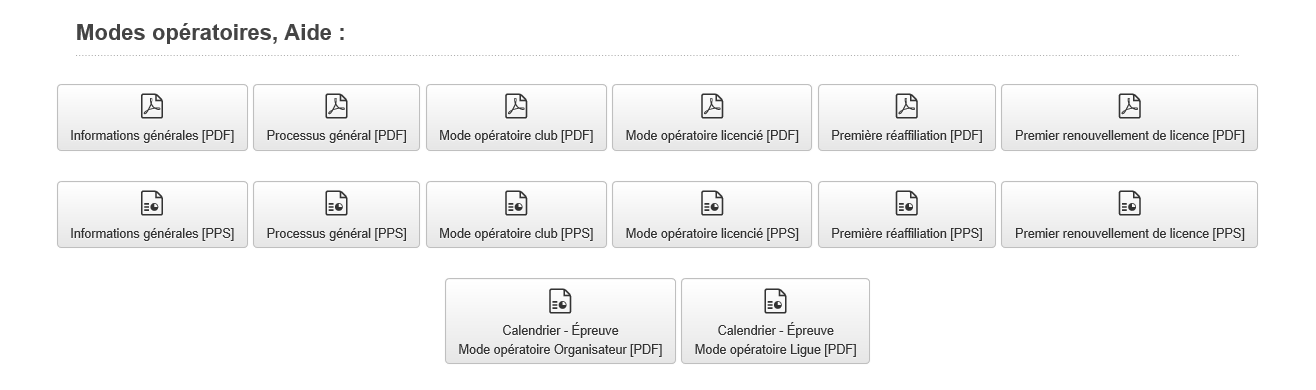 Modes opératoires, Aide :
Informations générales [PDF]
Processus général [PDF]
Mode opératoire club [PDF]
Mode opératoire licencié [PDF]
Première réaffiliation [PDF]
Premier renouvellement de licence [PDF]
Informations générales [PPS]
Processus général [PPS]
Mode opératoire club [PPS]
Mode opératoire licencié [PPS]
Première réaffiliation [PPS]
Premier renouvellement de licence [PPS]
Calendrier - Épreuve
Mode opératoire Organisateur [PDF]
Calendrier - Épreuve
Mode opératoire Ligue [PDF]